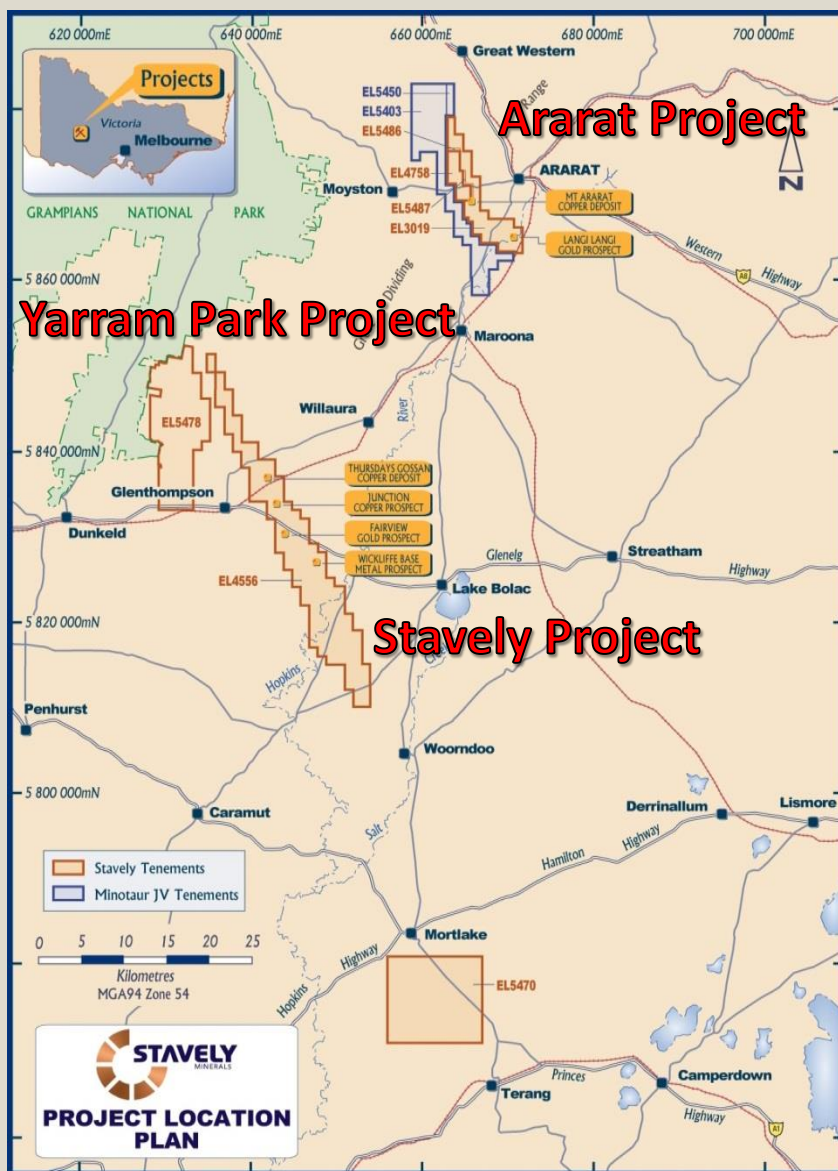 620 000mE
640 000mE
660 000mE
680 000mE
700 000mE
Projects
Victoria
Melbourne
Great Western
EL5450
EL5403
EL5486
Range
Ararat Project
EL4758
Moyston
ARARAT
N
EL5487
MT ARARAT
COPPER DEPOSIT
GRAMPIANS NATIONAL PARK
EL3019
LANGI LANGI
GOLD PROSPECT
Western
Highway
A8
5 860 000mN
Dividing
Yarram Park Project
Maroona
Willaura
River
EL5478
5 840 000mN
THURSDAYS GOSSAN
COPPER DEPOSIT
Glenthompson
JUNCTION
COPPER PROSPECT
Dunkeld
FAIRVIEW
GOLD PROSPECT
WICKLIFFE BASE
METAL PROSPECT
Glenelg
Streatham
Highway
EL4556
Lake Bolac
5 820 000mN
Stavely Project
Hopkins
Penhurst
Woorndoo
5 800 000mN
Caramut
Salt
Derrinallum
Lismore
Highway
Hamilton
Stavely Tenements
Minotaur JV Tenements
0 5 10 15 20 25
Kilometres
MGA94 Zone 54
Mortlake
Highway
Hopkins
EL5470
STAVELY
MINERALS
PROJECT LOCATION
PLAN
Princes
Terang
Camperdown
Highway
A1